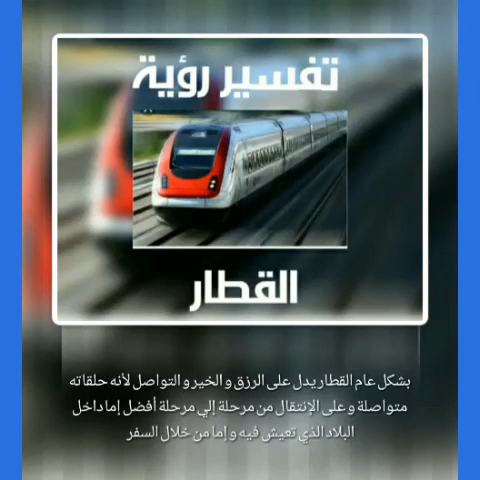 تفسير رؤية
القطار
بشكل عام القطار يدل على الرزق و الخير و التواصل لأنه حلقاته
متواصلة و على الإنتقال من مرحلة إلي مرحلة أفضل إما داخل
البلاد الذي تعيش فيه و إما من خلال السفر